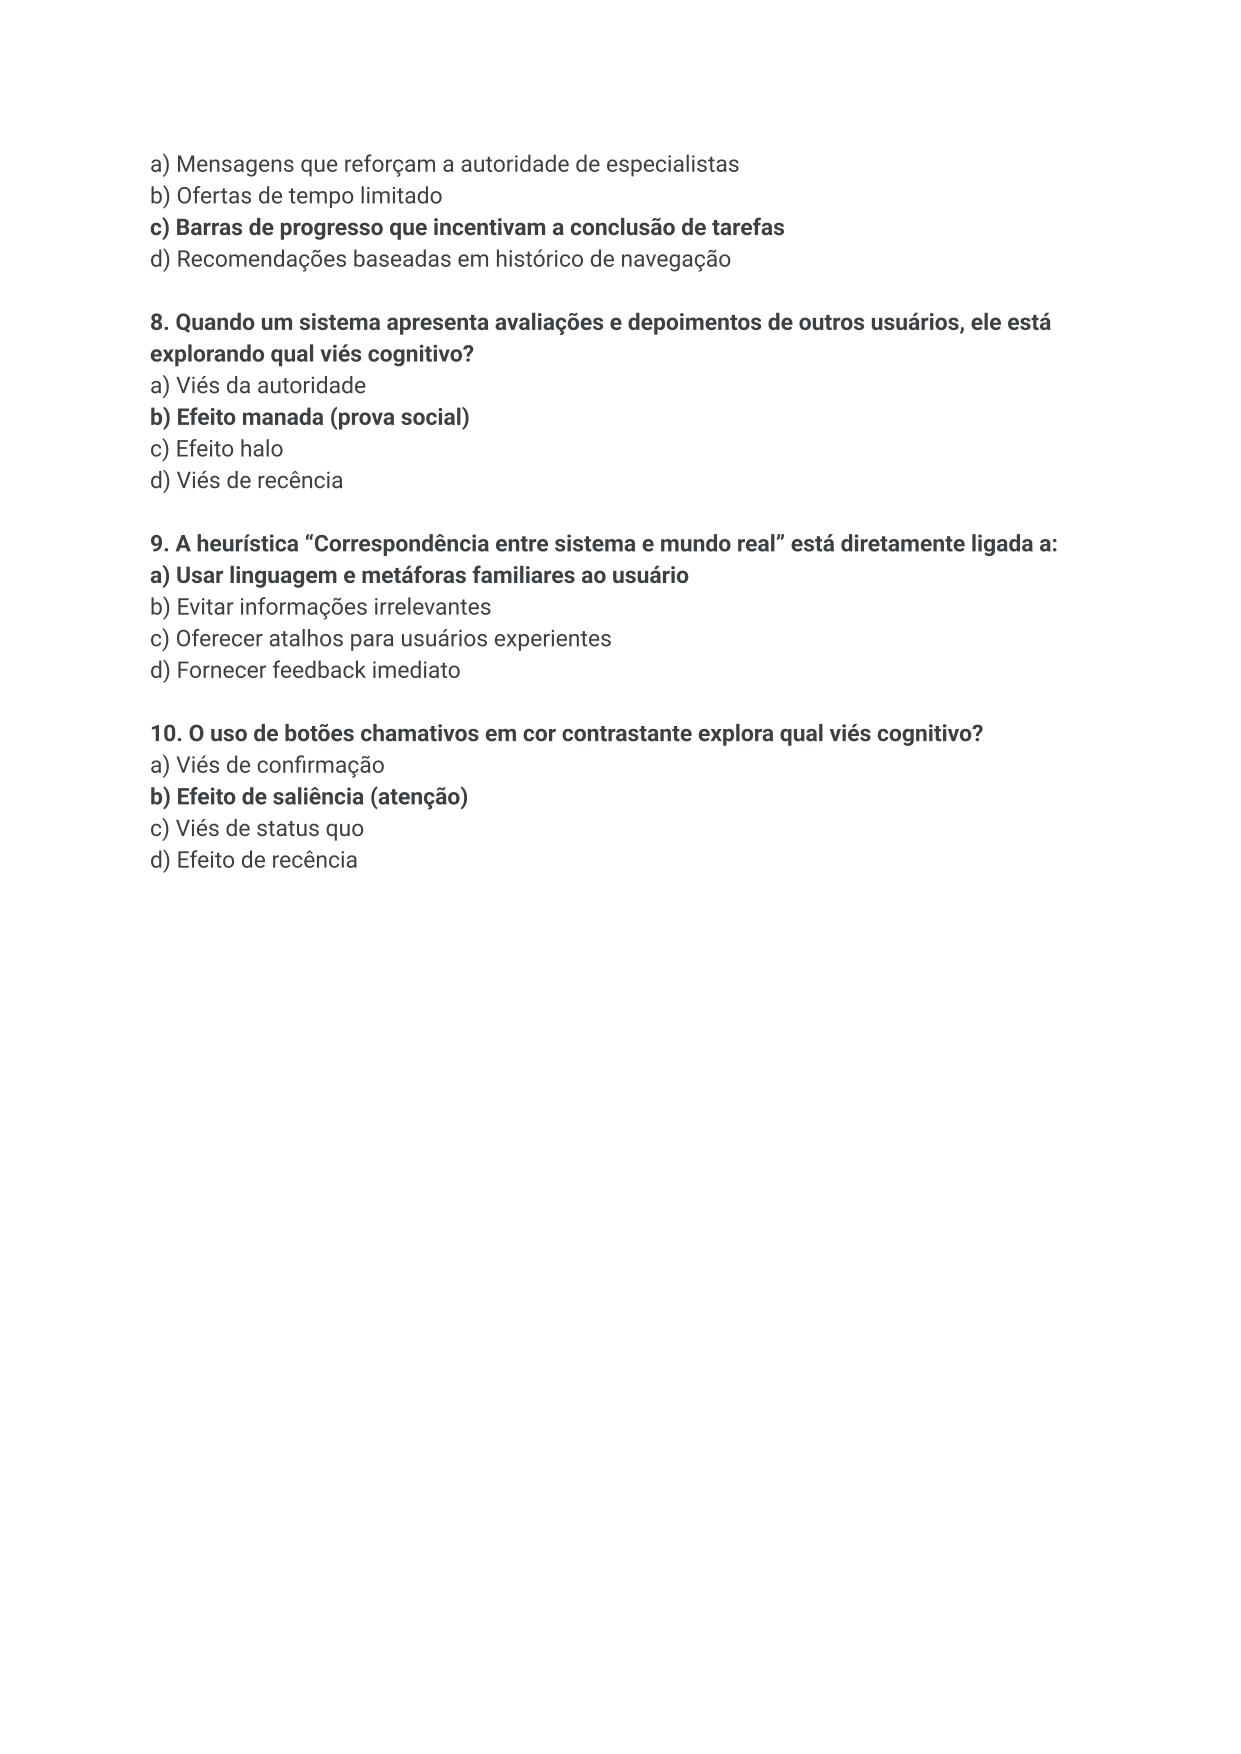 a) Mensagens que reforçam a autoridade de especialistas
b) Ofertas de tempo limitado
c) Barras de progresso que incentivam a conclusão de tarefas
d) Recomendações baseadas em histórico de navegação
8. Quando um sistema apresenta avaliações e depoimentos de outros usuários, ele está
explorando qual viés cognitivo?
a) Viés da autoridade
b) Efeito manada (prova social)
c) Efeito halo
d) Viés de recência
9. A heurística “Correspondência entre sistema e mundo real” está diretamente ligada a:
a) Usar linguagem e metáforas familiares ao usuário
b) Evitar informações irrelevantes
c) Oferecer atalhos para usuários experientes
d) Fornecer feedback imediato
10. O uso de botões chamativos em cor contrastante explora qual viés cognitivo?
a) Viés de confirmação
b) Efeito de saliência (atenção)
c) Viés de status quo
d) Efeito de recência